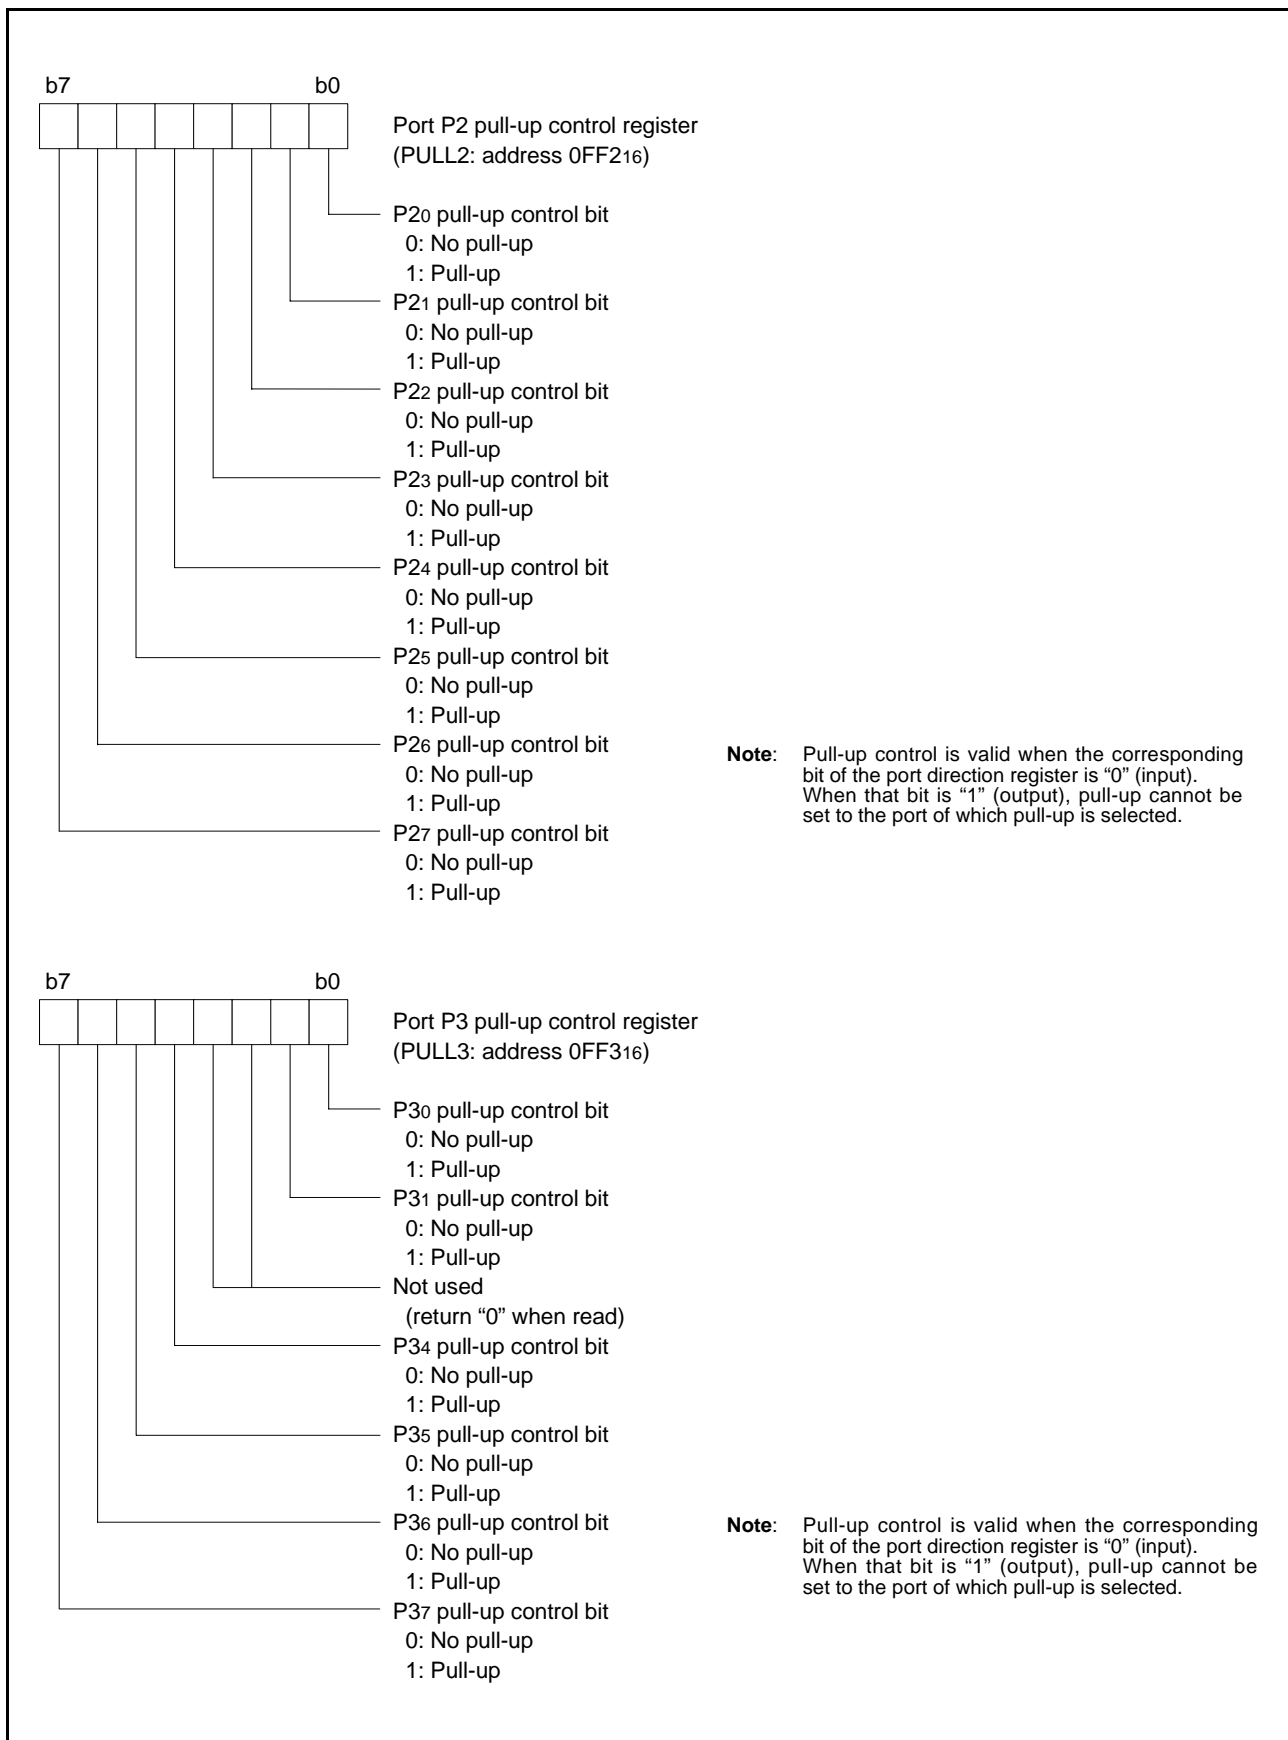 b7 b0
Port P2 pull-up control register
(PULL2: address 0FF216)
P20 pull-up control bit
0: No pull-up
1: Pull-up
P21 pull-up control bit
0: No pull-up
1: Pull-up
P22 pull-up control bit
0: No pull-up
1: Pull-up
P23 pull-up control bit
0: No pull-up
1: Pull-up
P24 pull-up control bit
0: No pull-up
1: Pull-up
P25 pull-up control bit
0: No pull-up
1: Pull-up
P26 pull-up control bit
0: No pull-up
1: Pull-up
P27 pull-up control bit
0: No pull-up
1: Pull-up
Note: Pull-up control is valid when the corresponding
bit of the port direction register is “0” (input).
When that bit is “1” (output), pull-up cannot be
set to the port of which pull-up is selected.
b7 b0
Port P3 pull-up control register
(PULL3: address 0FF316)
P30 pull-up control bit
0: No pull-up
1: Pull-up
P31 pull-up control bit
0: No pull-up
1: Pull-up
Not used
(return “0” when read)
P34 pull-up control bit
0: No pull-up
1: Pull-up
P35 pull-up control bit
0: No pull-up
1: Pull-up
P36 pull-up control bit
0: No pull-up
1: Pull-up
P37 pull-up control bit
0: No pull-up
1: Pull-up
Note: Pull-up control is valid when the corresponding
bit of the port direction register is “0” (input).
When that bit is “1” (output), pull-up cannot be
set to the port of which pull-up is selected.